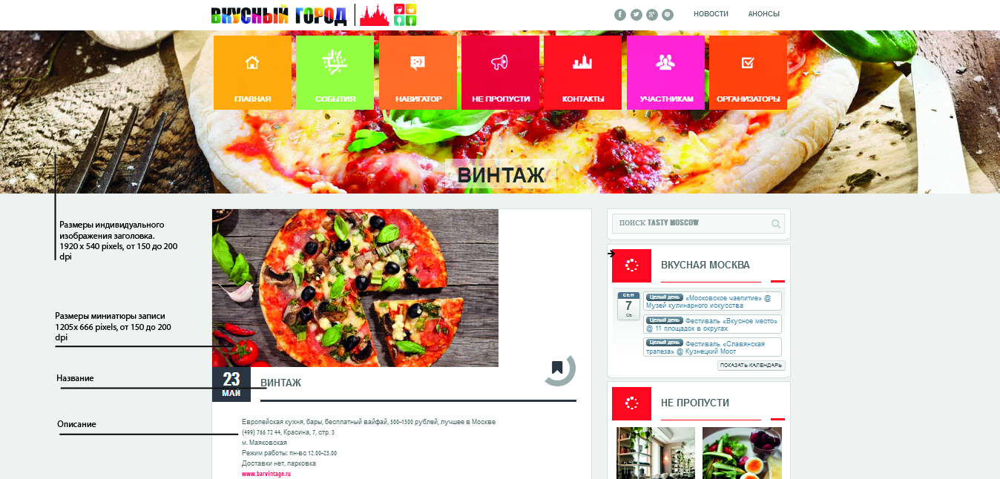 ВКУСНЫЙ ГОРОД
НОВОСТИ
АНОНСЫ
ГЛАВНАЯ
СОБЫТИЯ
НАВИГАТОР
НЕ ПРОПУСТИ
КОНТАКТЫ
УЧАСТНИКАМ
ОРГАНИЗАТОРЫ
ВИНТАЖ
Размеры индивидуального
изображения заголовка.
1920 x 540 pixels, от 150 до 200
dpi
Размеры миниатюры записи
1205x 666 pixels, от 150 до 200
dpi
Название
Описание
23
МАЙ
ВИНТАЖ
Европейская кухня, бары, бесплатный вайфай, 500–1500 рублей, лучшее в Москве
(499) 766 72 44, Красина, 7, стр. 3
м. Маяковская
Режим работы: пн-вс 12.00–23.00
Доставки нет, парковка
www.barvintage.ru
ПОИСК TASTY MOSCOW
ВКУСНАЯ МОСКВА
СЕН
7
Сб
Целый день «Московское чаепитие» @
Музей кулинарного искусства
Целый день Фестиваль «Вкусное место»
@ 11 площадок в округах
Целый день Фестиваль «Славянская
трапеза» @ Кузнецкий Мост
ПОКАЗАТЬ КАЛЕНДАРЬ
НЕ ПРОПУСТИ